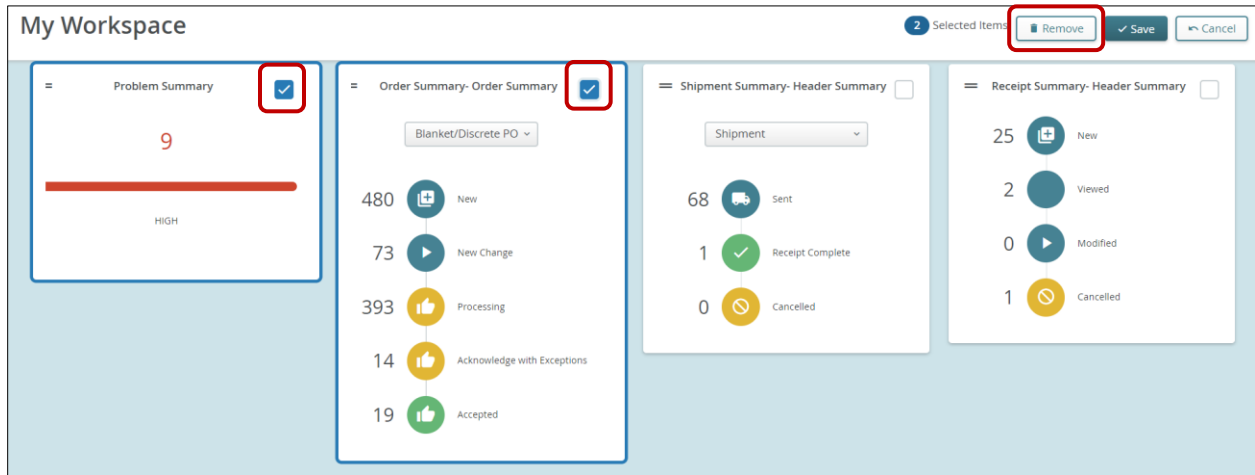 My Workspace
2 Selected Items Remove Save Cancel
Problem Summary
9
HIGH
Order Summary- Order Summary
Blanket/Discrete PO
480 New
73 New Change
393 Processing
14 Acknowledge with Exceptions
19 Accepted
Shipment Summary- Header Summary
Shipment
68 Sent
1 Receipt Complete
0 Cancelled
Receipt Summary- Header Summary
25 New
2 Viewed
0 Modified
1 Cancelled